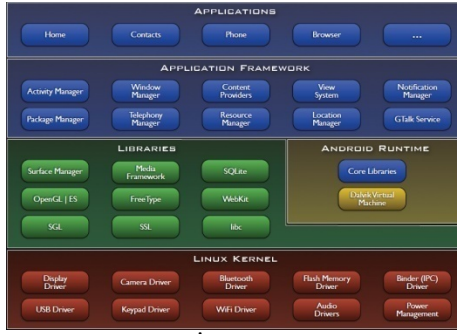 APPLICATIONS
Home
Contacts
Phone
Browser
...
APPLICATION FRAMEWORK
Activity Manager
Window
Manager
Content
Providers
View
System
Notification
Manager
Package Manager
Telephony
Manager
Resource
Manager
Location
Manager
GTalk Service
LIBRARIES
Surface Manager
Media
Framework
SQLite
OpenGL | ES
FreeType
WebKit
SGL
SSL
libc
ANDROID RUNTIME
Core Libraries
Dalvik Virtual
Machine
LINUX KERNEL
Display
Driver
Camera Driver
Bluetooth
Driver
Flash Memory
Driver
Binder (IPC)
Driver
USB Driver
Keypad Driver
WiFi Driver
Audio
Drivers
Power
Management